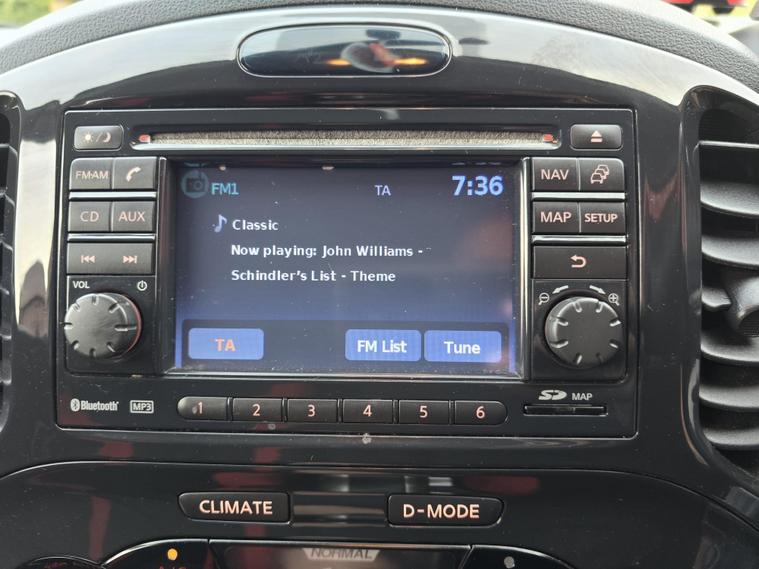 FM·AM
CD AUX
VOL
FM1 TA 7:36
Classic
Now playing: John Williams -
Schindler's List - Theme
TA FM List Tune
NAV
MAP SETUP
Bluetooth MP3 1 2 3 4 5 6 SD MAP
CLIMATE D-MODE
NORMAL